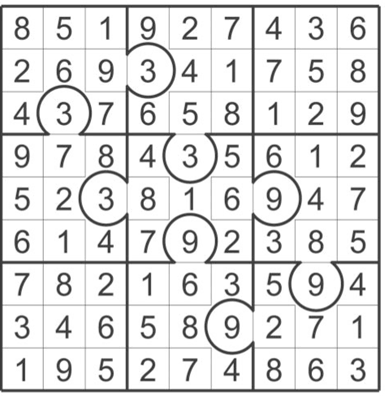 8 5 1 9 2 7 4 3 6
2 6 9 3 4 1 7 5 8
4 3 7 6 5 8 1 2 9
9 7 8 4 3 5 6 1 2
5 2 3 8 1 6 9 4 7
6 1 4 7 9 2 3 8 5
7 8 2 1 6 3 5 9 4
3 4 6 5 8 9 2 7 1
1 9 5 2 7 4 8 6 3